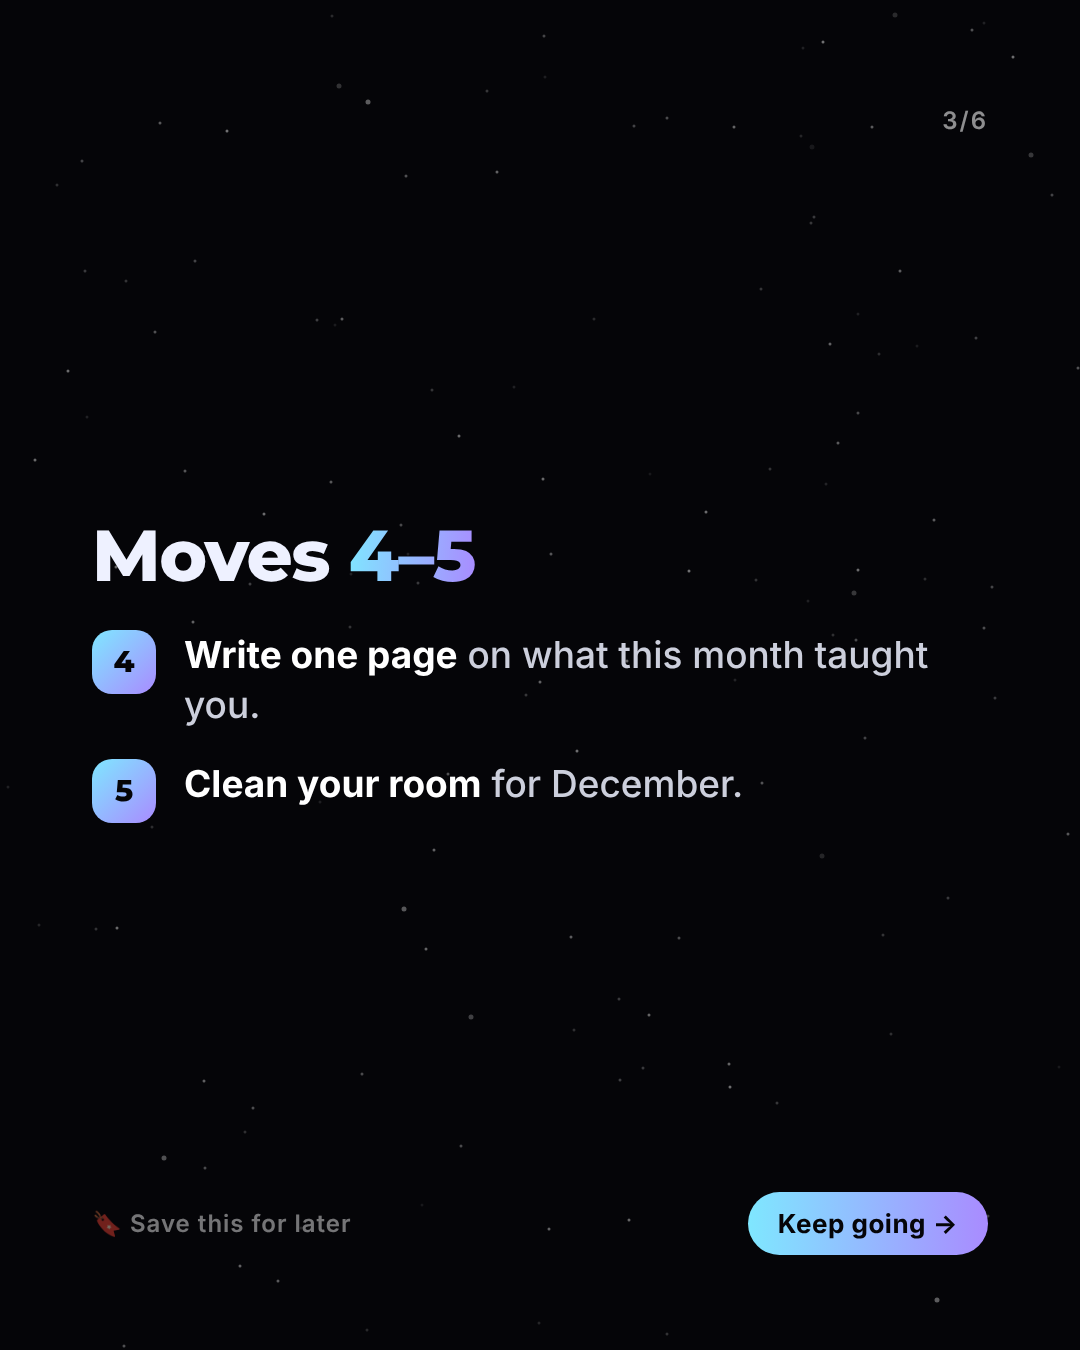 3/6
Moves 4–5
4 Write one page on what this month taught
you.
5 Clean your room for December.
🔖 Save this for later
Keep going →